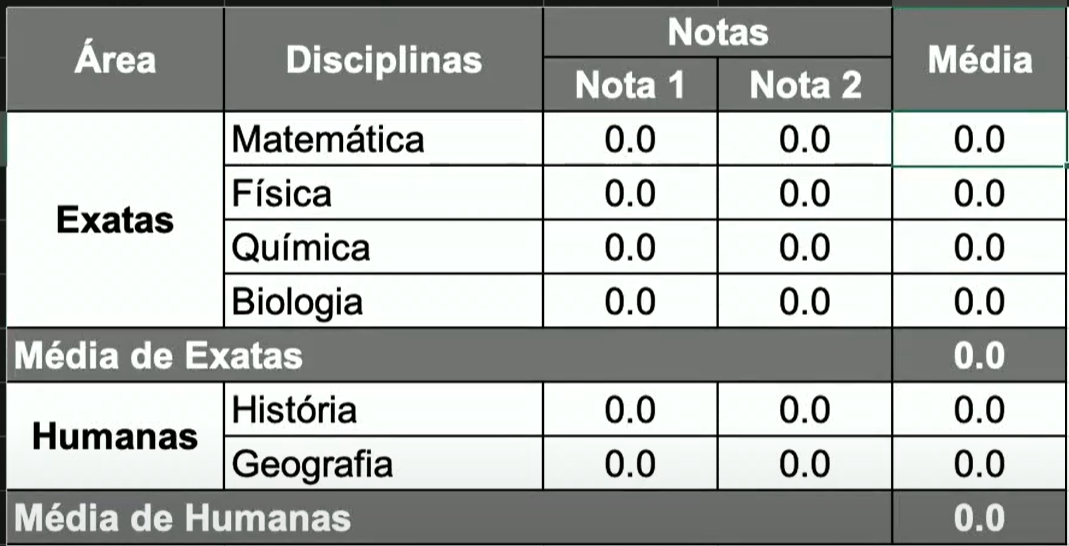 Área Disciplinas Notas Média
Nota 1 Nota 2
Exatas
Matemática 0.0 0.0 0.0
Física 0.0 0.0 0.0
Química 0.0 0.0 0.0
Biologia 0.0 0.0 0.0
Média de Exatas 0.0
Humanas
História 0.0 0.0 0.0
Geografia 0.0 0.0 0.0
Média de Humanas 0.0